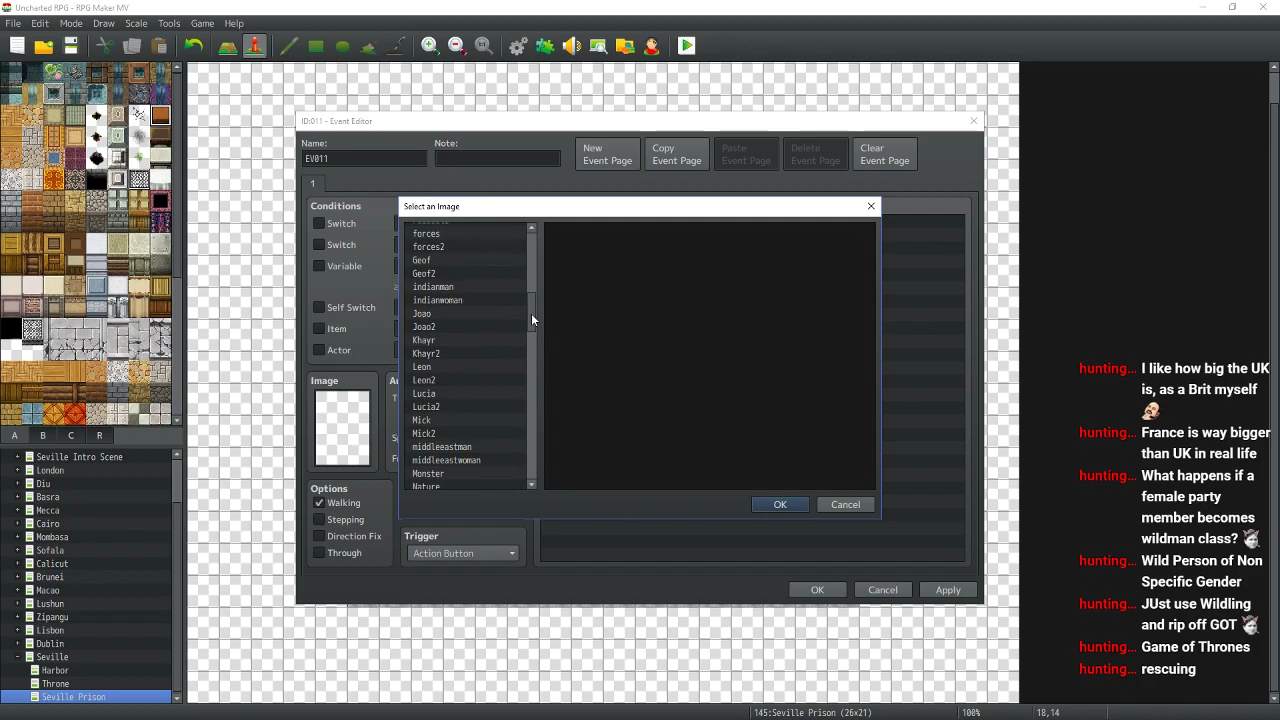 Uncharted RPG - RPG Maker MV
File Edit Mode Draw Scale Tools Game Help
ID:011 - Event Editor
Name: Note:
EV011
New Event Page
Copy Event Page
Paste Event Page
Delete Event Page
Clear Event Page
1
Conditions
Switch
Switch
Variable
Self Switch
Item
Actor
Image
Options
Walking
Stepping
Direction Fix
Through
Select an Image
forces
forces2
Geof
Geof2
indianman
indianwoman
Joao
Joao2
Khayr
Khayr2
Leon
Leon2
Lucia
Lucia2
Mick
Mick2
middleeastman
middleeastwoman
Monster
Nature
OK Cancel
Trigger
Action Button
OK Cancel Apply
A B C R
Seville Intro Scene
London
Diu
Basra
Mecca
Cairo
Mombasa
Sofala
Calicut
Brunei
Macao
Lushun
Zipangu
Lisbon
Dublin
Seville
Harbor
Throne
Seville Prison
hunting... I like how big the UK
is, as a Brit myself
hunting... France is way bigger
than UK in real life
hunting... What happens if a
female party
member becomes
wildman class?
hunting... Wild Person of Non
Specific Gender
hunting... JUst use Wildling
and rip off GOT
hunting... Game of Thrones
hunting... rescuing
145:Seville Prison (26x21) 100% 18,14